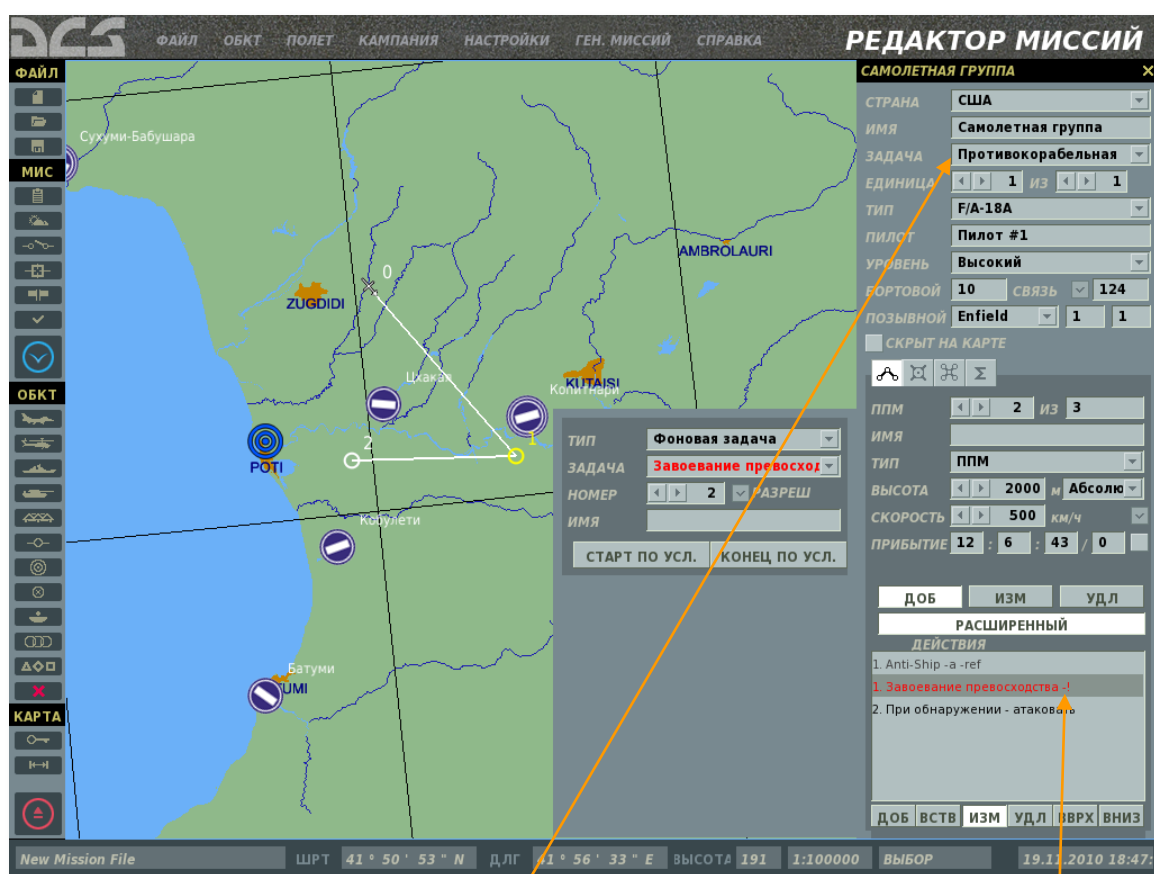 DCS
ФАЙЛ ОБКТ ПОЛЕТ КАМПАНИЯ НАСТРОЙКИ ГЕН. МИССИЙ СПРАВКА
РЕДАКТОР МИССИЙ
ФАЙЛ
МИС
ОБКТ
КАРТА
Сухуми-Бабушара
AMBROLAURI
0
ZUGDIDI
Цхакая
KUTAISI
Копитнари
1
2
POTI
Кобулети
Батуми
TUMI
ТИП Фоновая задача
ЗАДАЧА Завоевание превосход
НОМЕР 2 РАЗРЕШ
ИМЯ
СТАРТ ПО УСЛ. КОНЕЦ ПО УСЛ.
САМОЛЕТНАЯ ГРУППА
СТРАНА США
ИМЯ Самолетная группа
ЗАДАЧА Противокорабельная
ЕДИНИЦА 1 ИЗ 1
ТИП F/A-18A
ПИЛОТ Пилот #1
УРОВЕНЬ Высокий
БОРТОВОЙ 10 СВЯЗЬ 124
ПОЗЫВНОЙ Enfield 1 1
СКРЫТ НА КАРТЕ
ППМ 2 ИЗ 3
ИМЯ
ТИП ППМ
ВЫСОТА 2000 м Абсолю
СКОРОСТЬ 500 км/ч
ПРИБЫТИЕ 12 : 6 : 43 / 0
ДОБ ИЗМ УДЛ
РАСШИРЕННЫЙ
ДЕЙСТВИЯ
1. Anti-Ship -a -ref
1. Завоевание превосходства -!
2. При обнаружении - атаковать
ДОБ ВСТВ ИЗМ УДЛ ВВРХ ВНИЗ
New Mission File ШРТ 41 ° 50 ' 53 " N ДЛГ 41 ° 56 ' 33 " E ВЫСОТА 191 1:100000 ВЫБОР 19.11.2010 18:47: